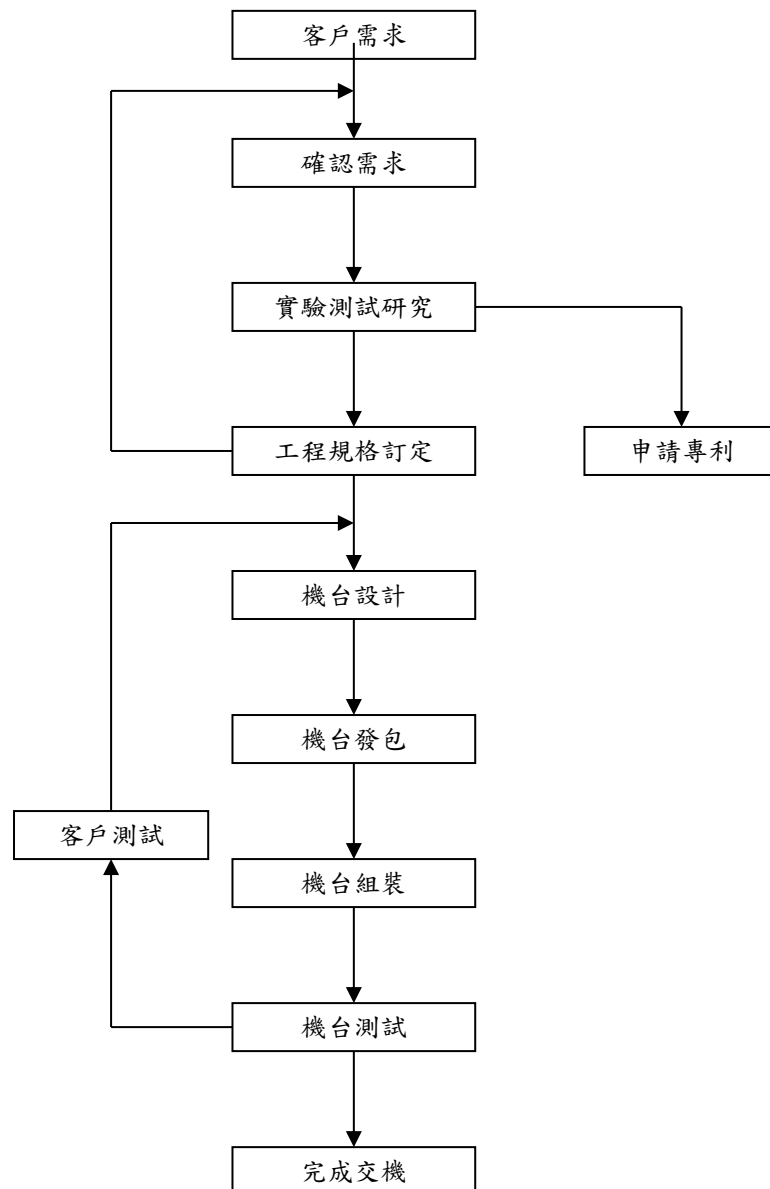 客戶需求
確認需求
實驗測試研究
工程規格訂定
申請專利
機台設計
機台發包
客戶測試
機台組裝
機台測試
完成交機